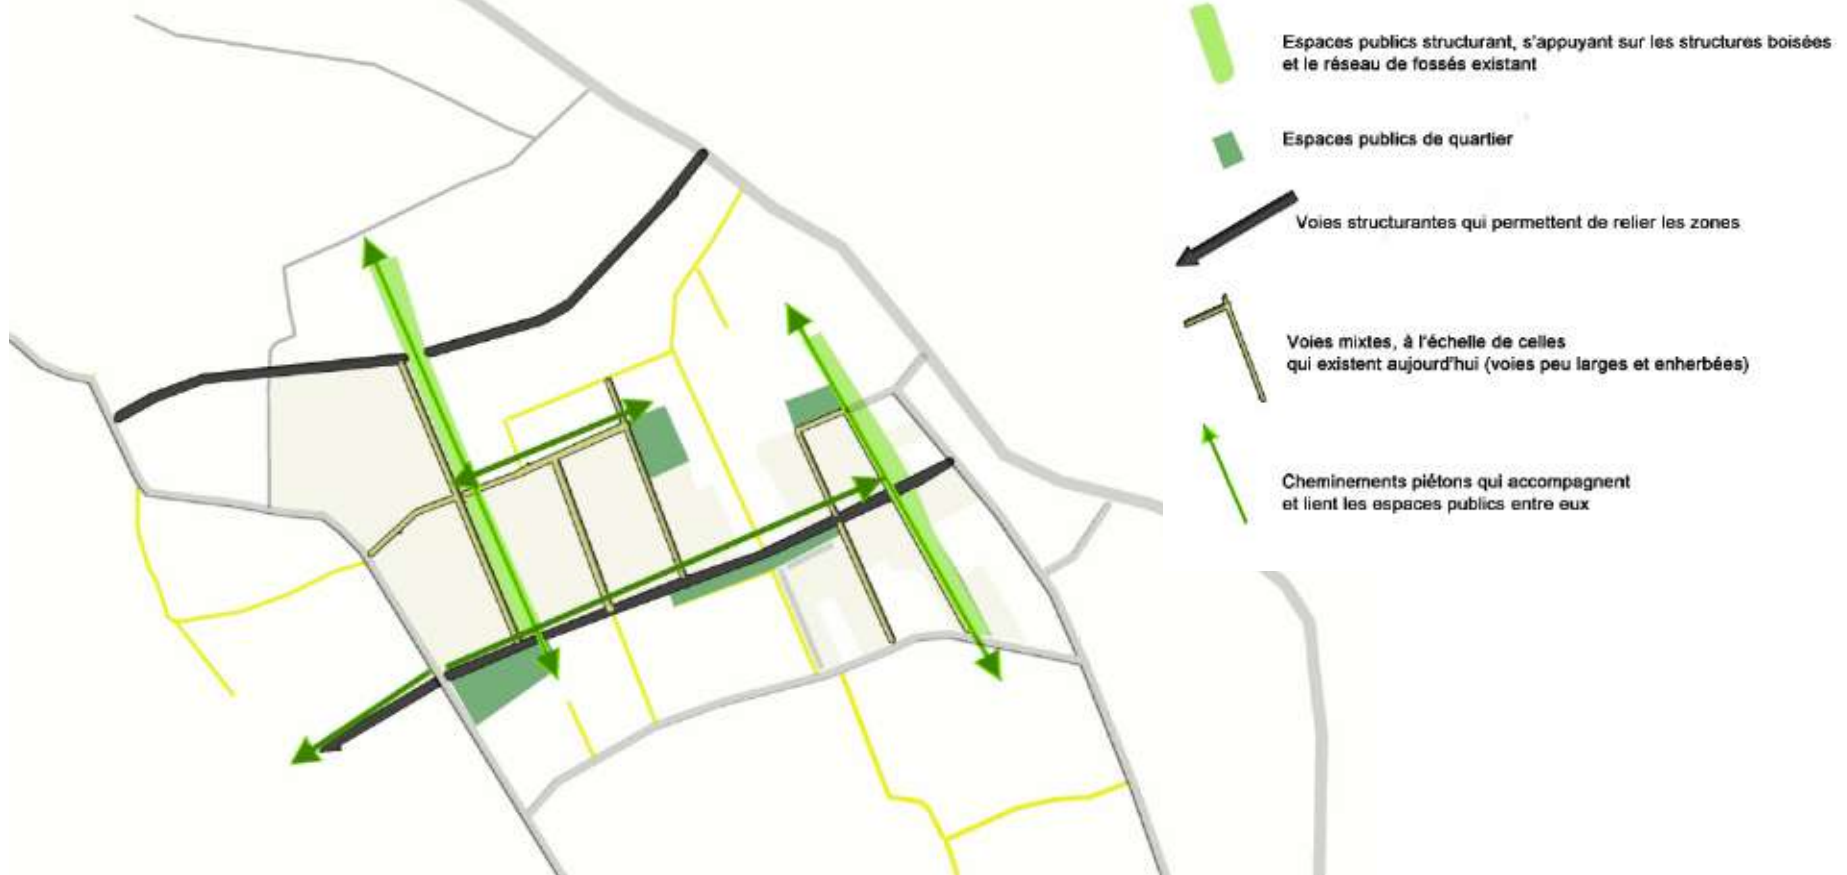 Espaces publics structurant, s'appuyant sur les structures boisées
et le réseau de fossés existant
Espaces publics de quartier
Voies structurantes qui permettent de relier les zones
Voies mixtes, à l'échelle de celles
qui existent aujourd'hui (voies peu larges et enherbées)
Cheminements piétons qui accompagnent
et lient les espaces publics entre eux